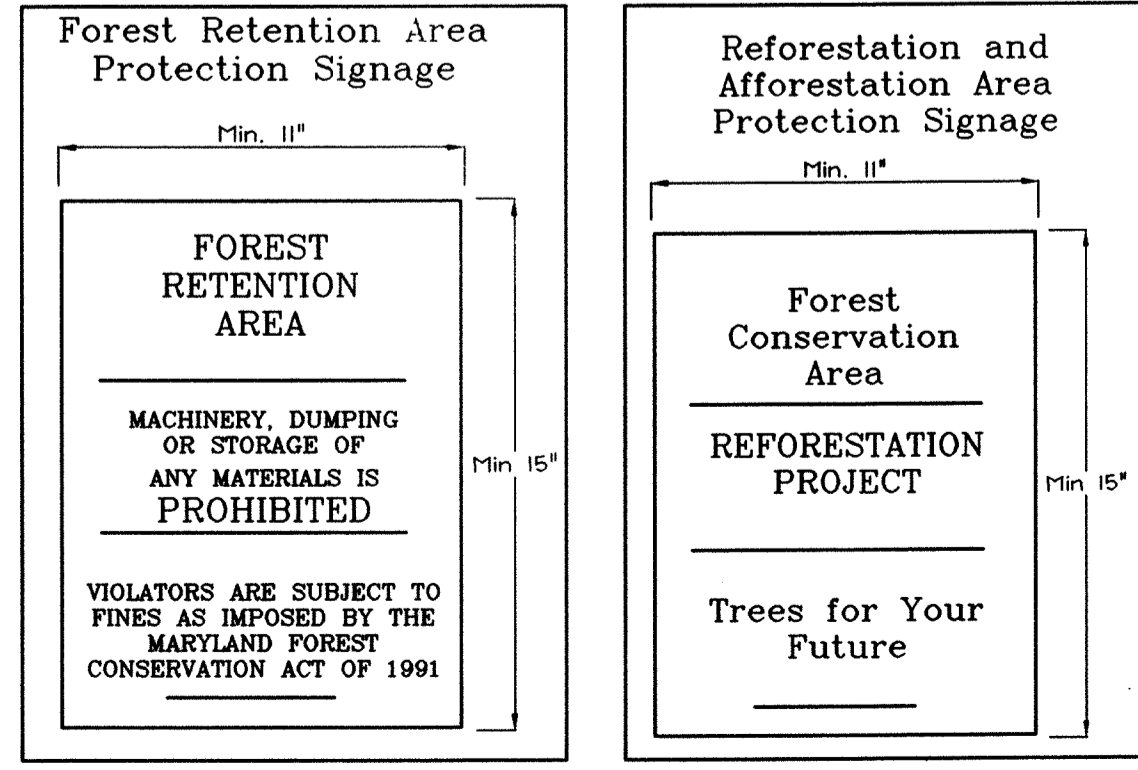 Forest Retention Area
Protection Signage
Min. 11"
FOREST
RETENTION
AREA
MACHINERY, DUMPING
OR STORAGE OF
ANY MATERIALS IS
PROHIBITED
VIOLATORS ARE SUBJECT TO
FINES AS IMPOSED BY THE
MARYLAND FOREST
CONSERVATION ACT OF 1991
Min 15"
Reforestation and
Afforestation Area
Protection Signage
Min. 11"
Forest
Conservation
Area
REFORESTATION
PROJECT
Trees for Your
Future
Min 15"